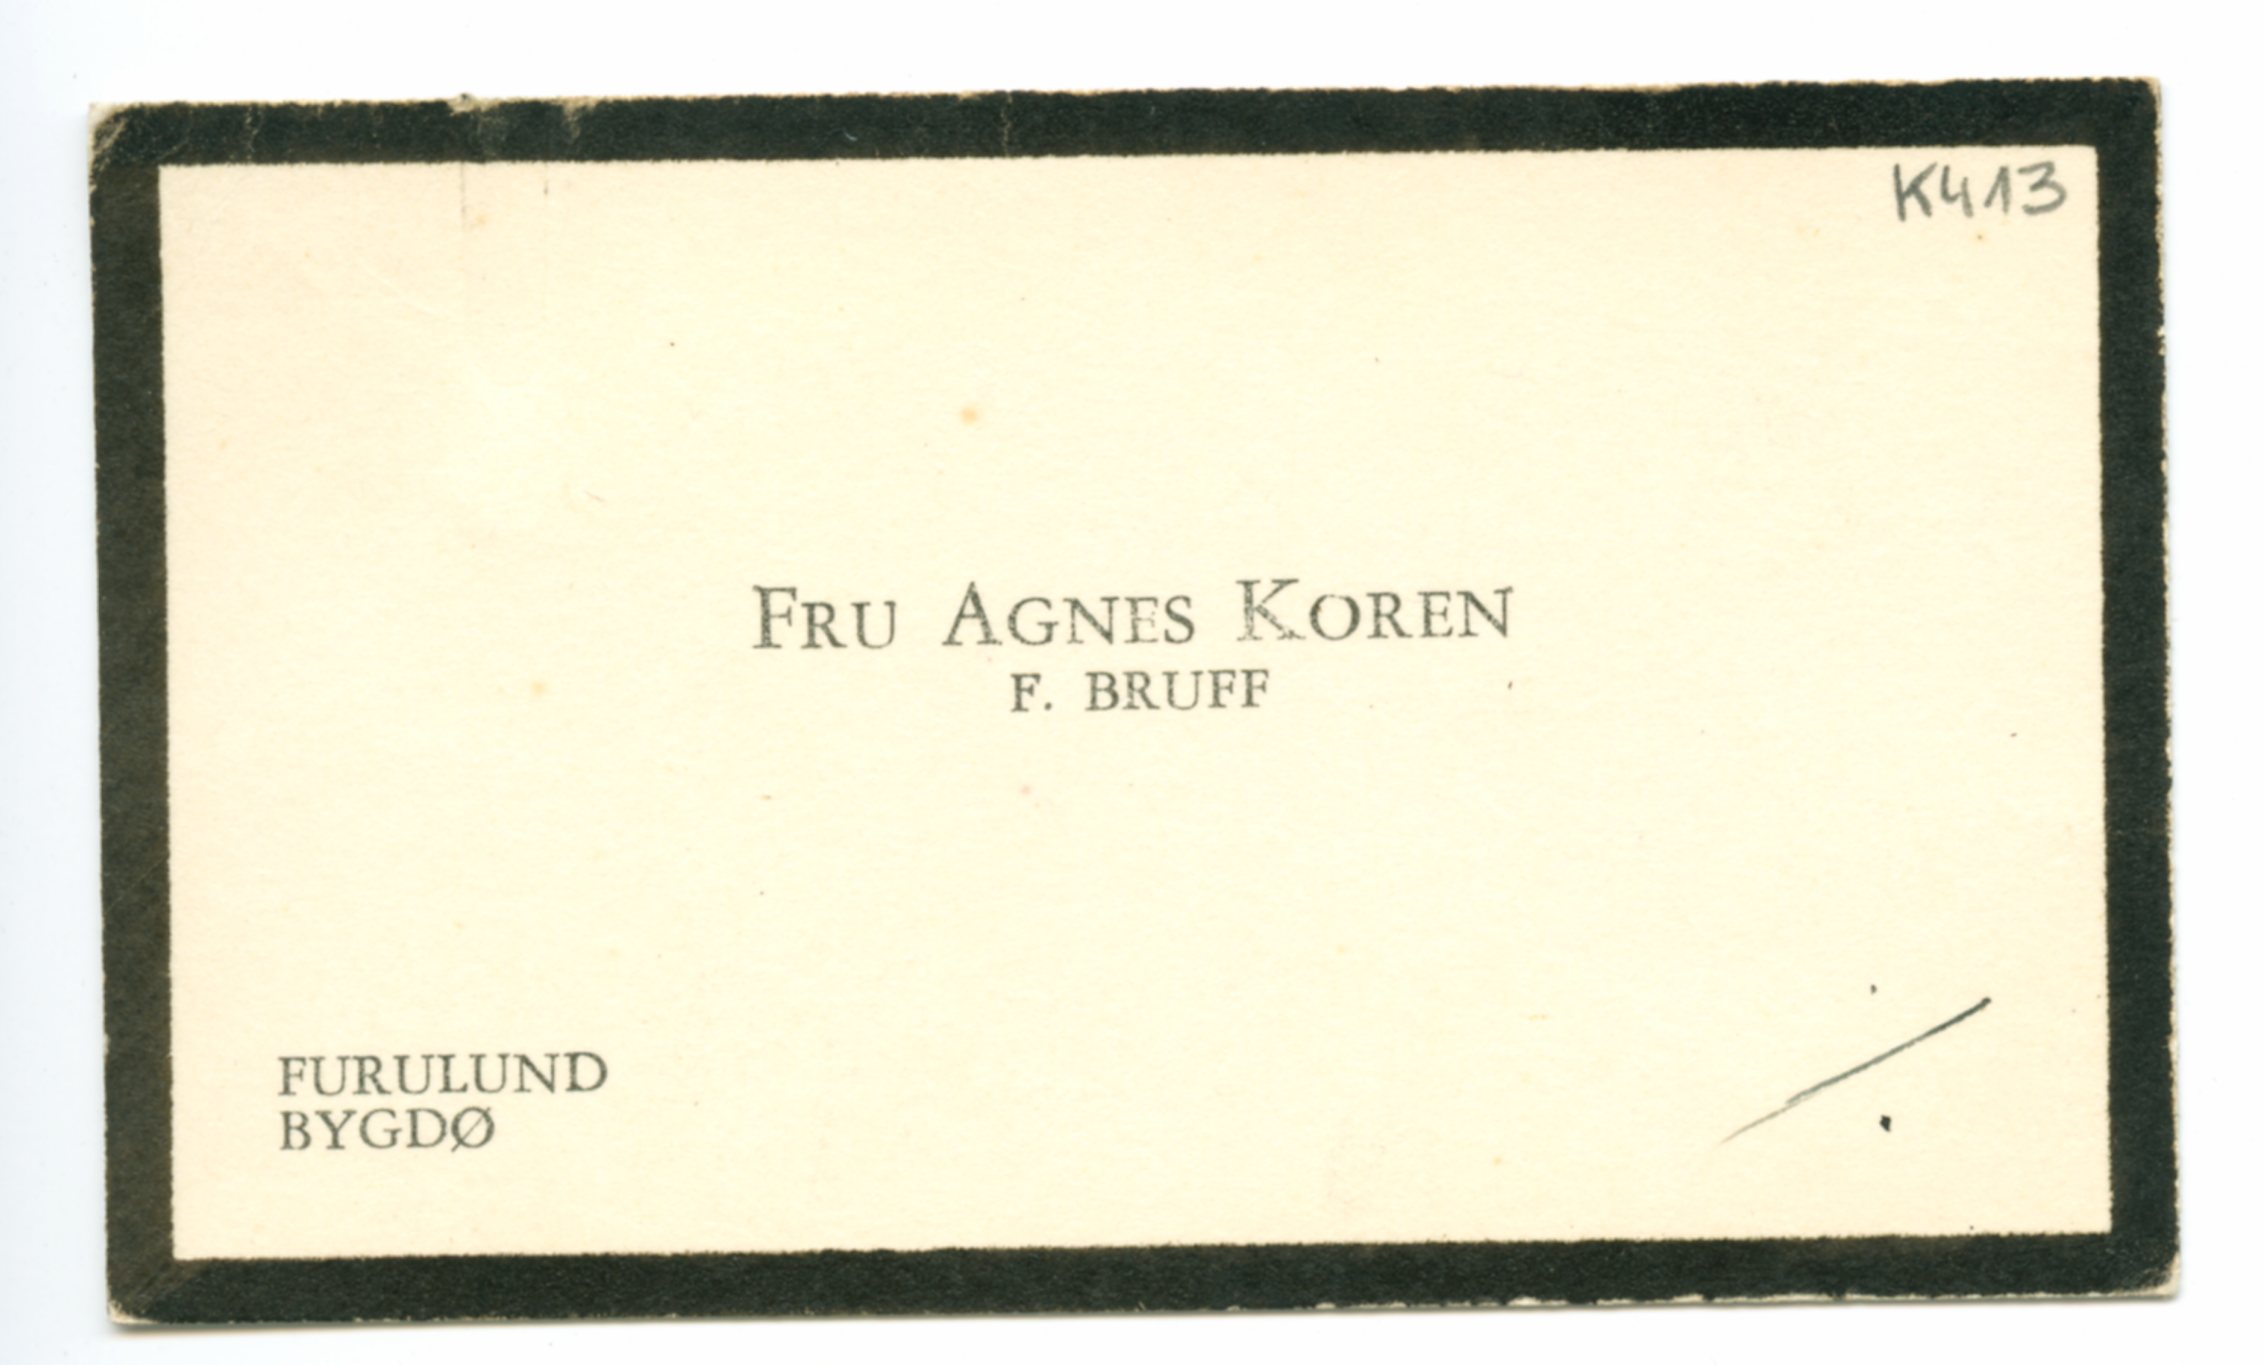 K413
FRU AGNES KOREN
F. BRUFF
FURULUND
BYGDØ